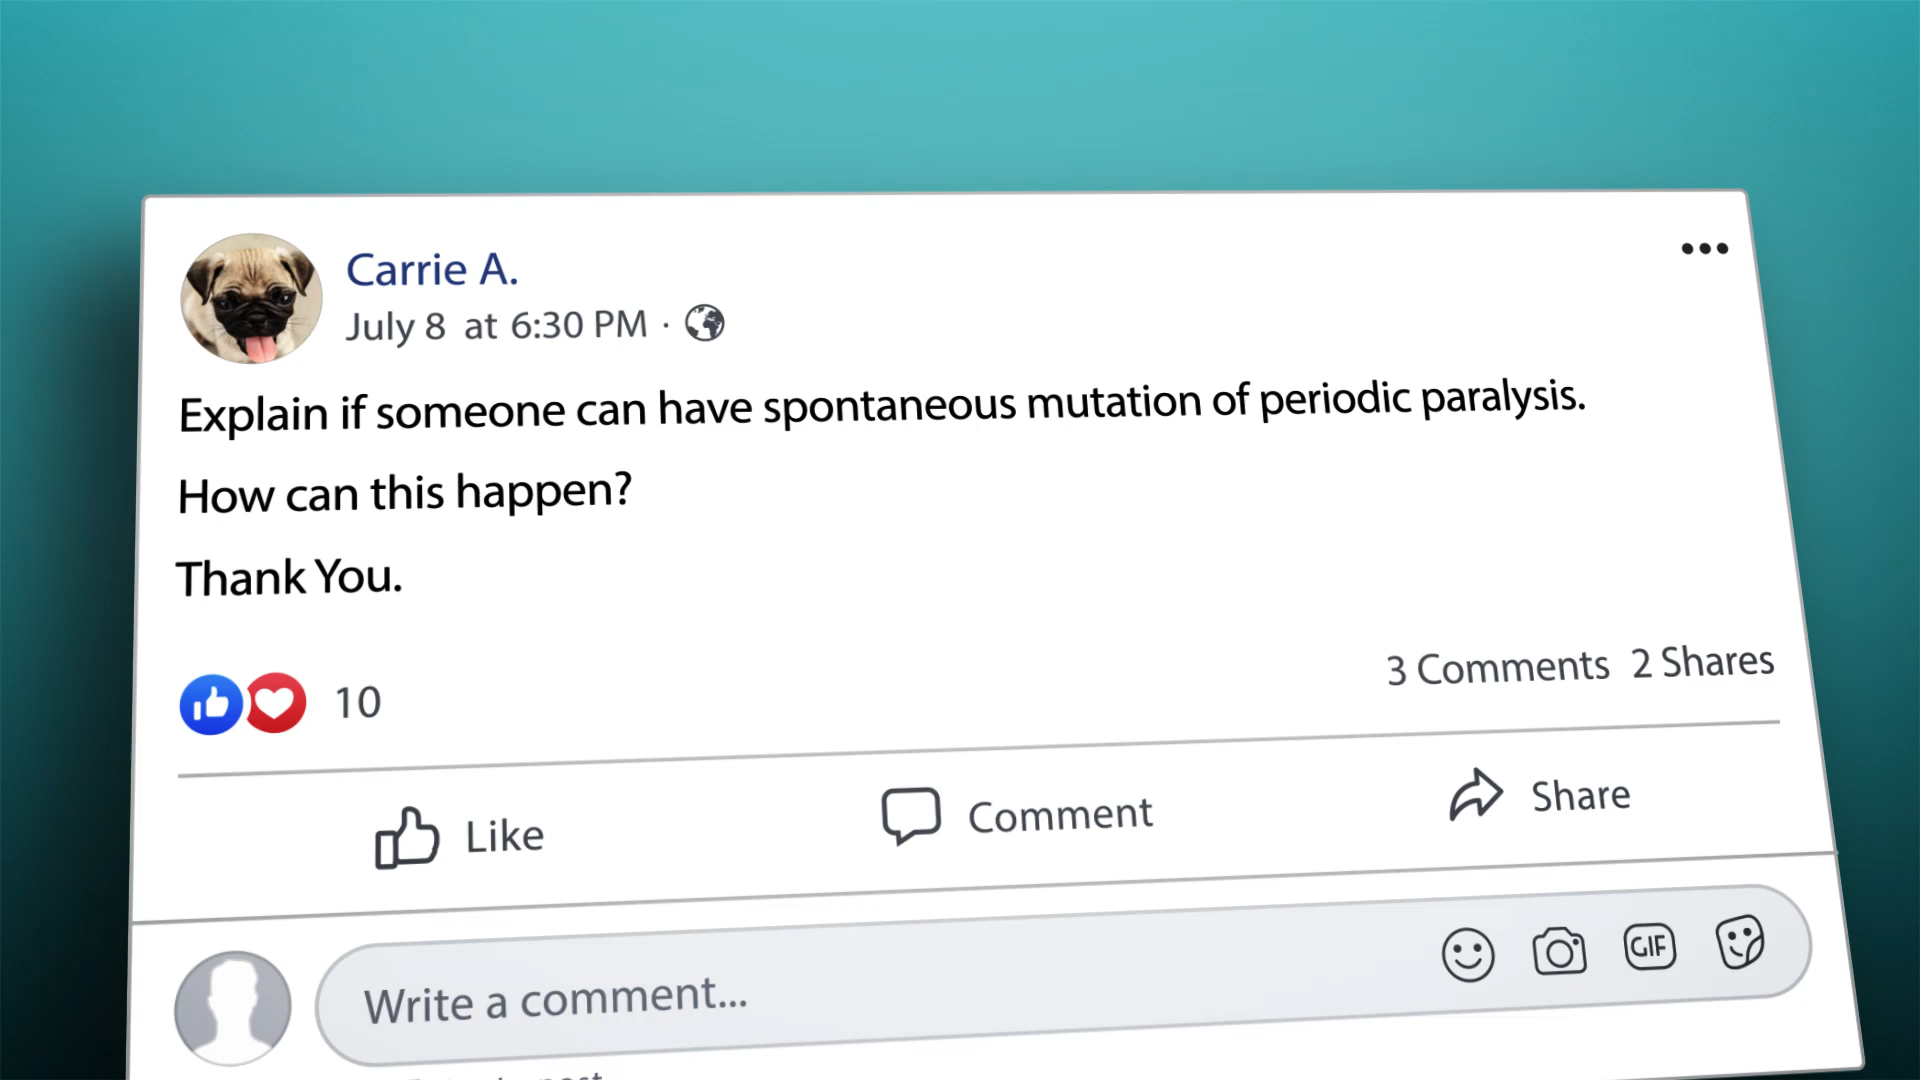 Carrie A.
July 8 at 6:30 PM ·
Explain if someone can have spontaneous mutation of periodic paralysis.
How can this happen?
Thank You.
10
3 Comments 2 Shares
Like
Comment
Share
Write a comment...
GIF
post